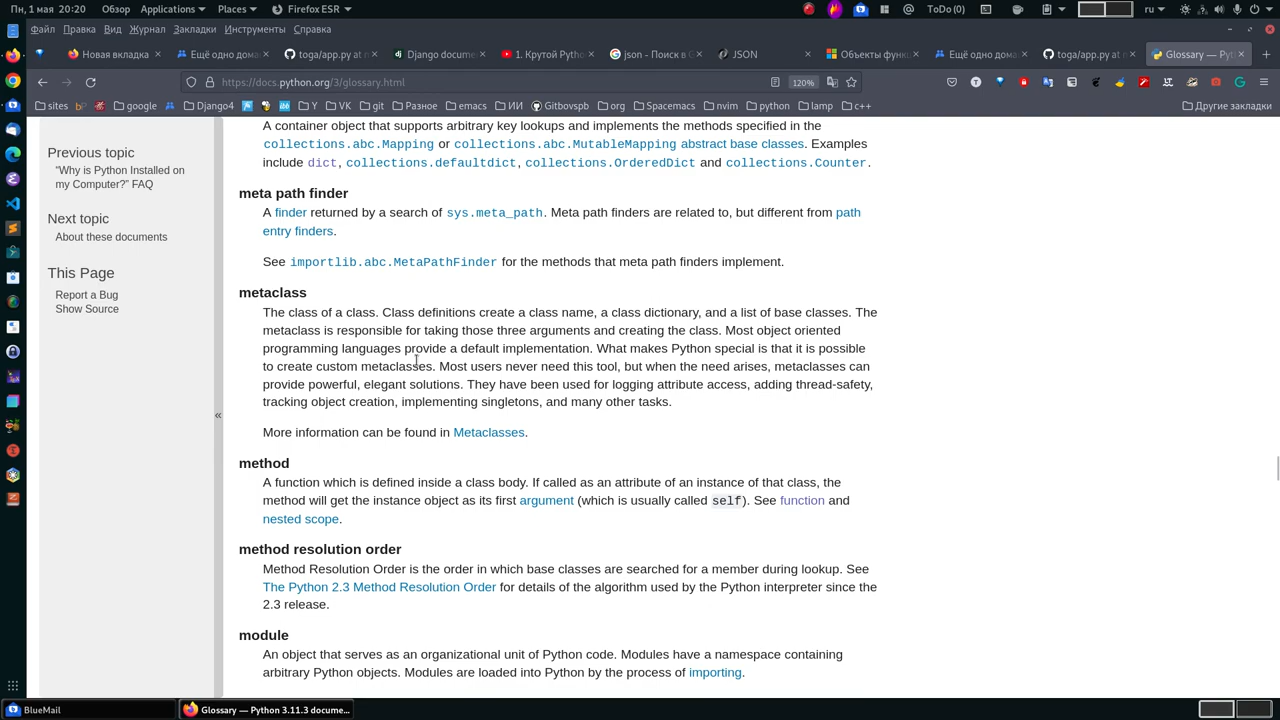 Пн, 1 мая 20:20 Обзор Applications Places Firefox ESR ToDo (0) ru
Файл Правка Вид Журнал Закладки Инструменты Справка
Новая вкладка Ещё одно дома toga/app.py at m Django docume 1. Крутой Pytho json - Поиск в G JSON Объекты функ Ещё одно дома toga/app.py at m Glossary — Pytho
https://docs.python.org/3/glossary.html 120%
sites google Django4 Y VK git Разное emacs ИИ Gitbovspb org Spacemacs nvim python lamp c++ Другие закладки
Previous topic
“Why is Python Installed on
my Computer?” FAQ
Next topic
About these documents
This Page
Report a Bug
Show Source
«
A container object that supports arbitrary key lookups and implements the methods specified in the
collections.abc.Mapping or collections.abc.MutableMapping abstract base classes. Examples
include dict, collections.defaultdict, collections.OrderedDict and collections.Counter.
meta path finder
A finder returned by a search of sys.meta_path. Meta path finders are related to, but different from path
entry finders.
See importlib.abc.MetaPathFinder for the methods that meta path finders implement.
metaclass
The class of a class. Class definitions create a class name, a class dictionary, and a list of base classes. The
metaclass is responsible for taking those three arguments and creating the class. Most object oriented
programming languages provide a default implementation. What makes Python special is that it is possible
to create custom metaclasses. Most users never need this tool, but when the need arises, metaclasses can
provide powerful, elegant solutions. They have been used for logging attribute access, adding thread-safety,
tracking object creation, implementing singletons, and many other tasks.
More information can be found in Metaclasses.
method
A function which is defined inside a class body. If called as an attribute of an instance of that class, the
method will get the instance object as its first argument (which is usually called self). See function and
nested scope.
method resolution order
Method Resolution Order is the order in which base classes are searched for a member during lookup. See
The Python 2.3 Method Resolution Order for details of the algorithm used by the Python interpreter since the
2.3 release.
module
An object that serves as an organizational unit of Python code. Modules have a namespace containing
arbitrary Python objects. Modules are loaded into Python by the process of importing.
BlueMail Glossary — Python 3.11.3 docume...